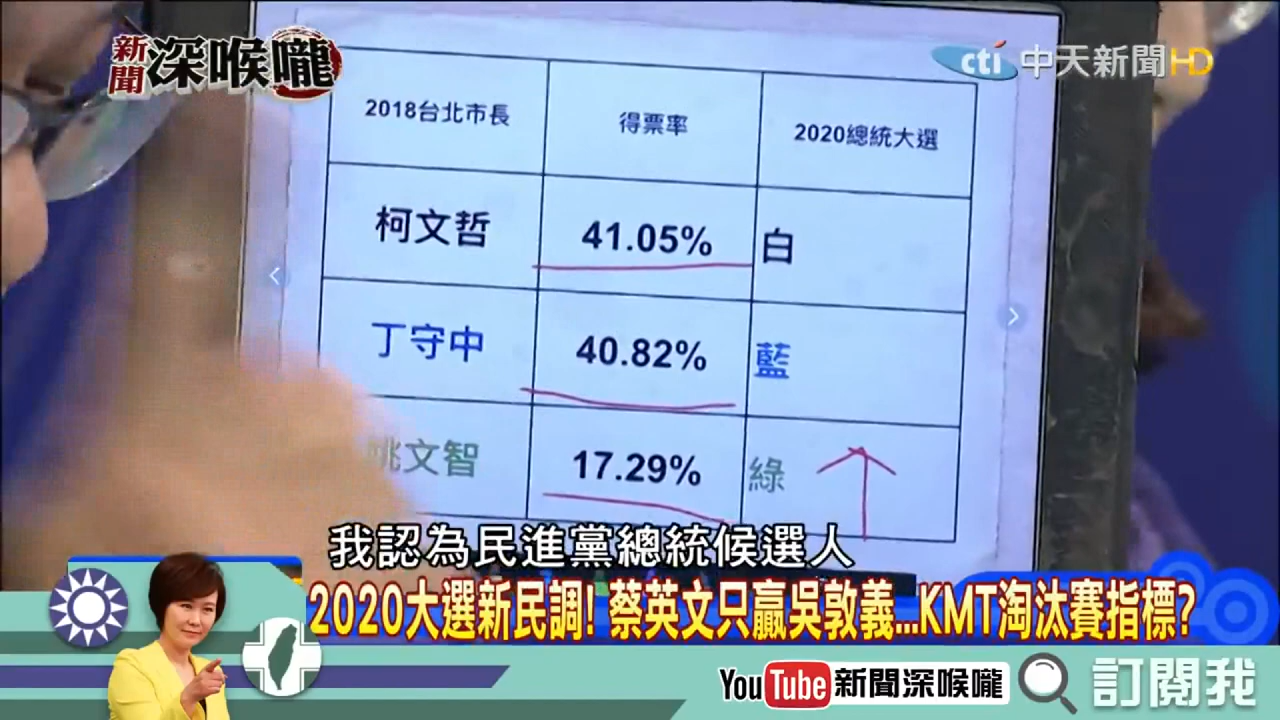 新聞深喉嚨
cti 中天新聞HD
2018台北市長 得票率 2020總統大選
柯文哲 41.05% 白
丁守中 40.82% 藍
姚文智 17.29% 綠
我認為民進黨總統候選人
2020大選新民調! 蔡英文只贏吳敦義...KMT淘汰賽指標?
YouTube 新聞深喉嚨 訂閱我